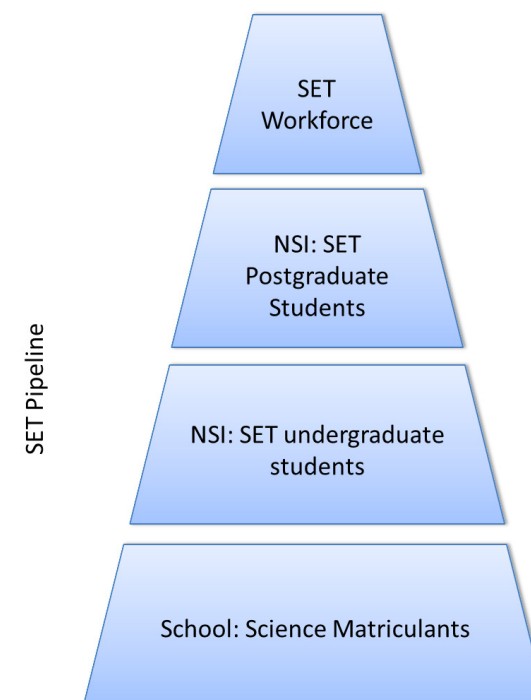 SET
Workforce
NSI: SET
Postgraduate
Students
SET Pipeline
NSI: SET undergraduate
students
School: Science Matriculants